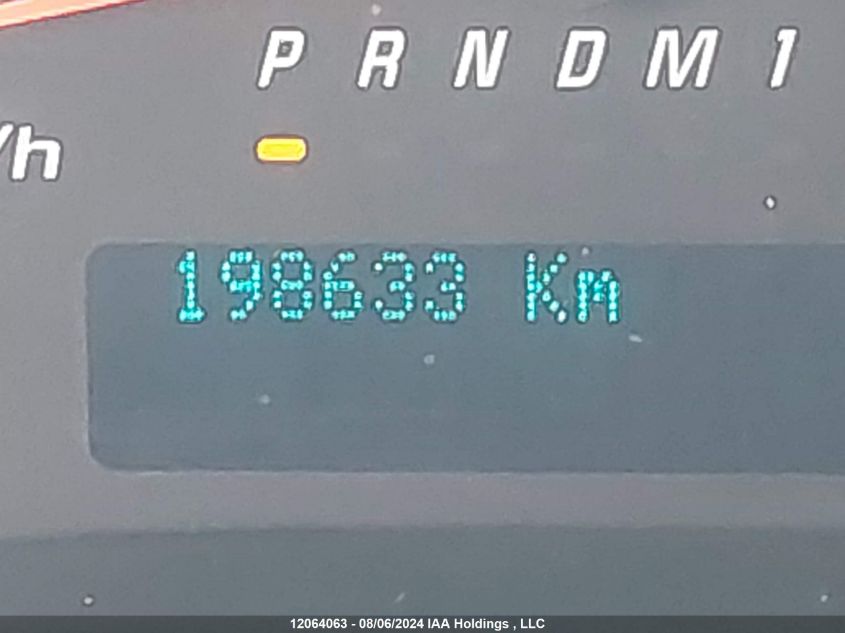 P R N D M 1
/h
198633 Km
12064063 - 08/06/2024 IAA Holdings , LLC